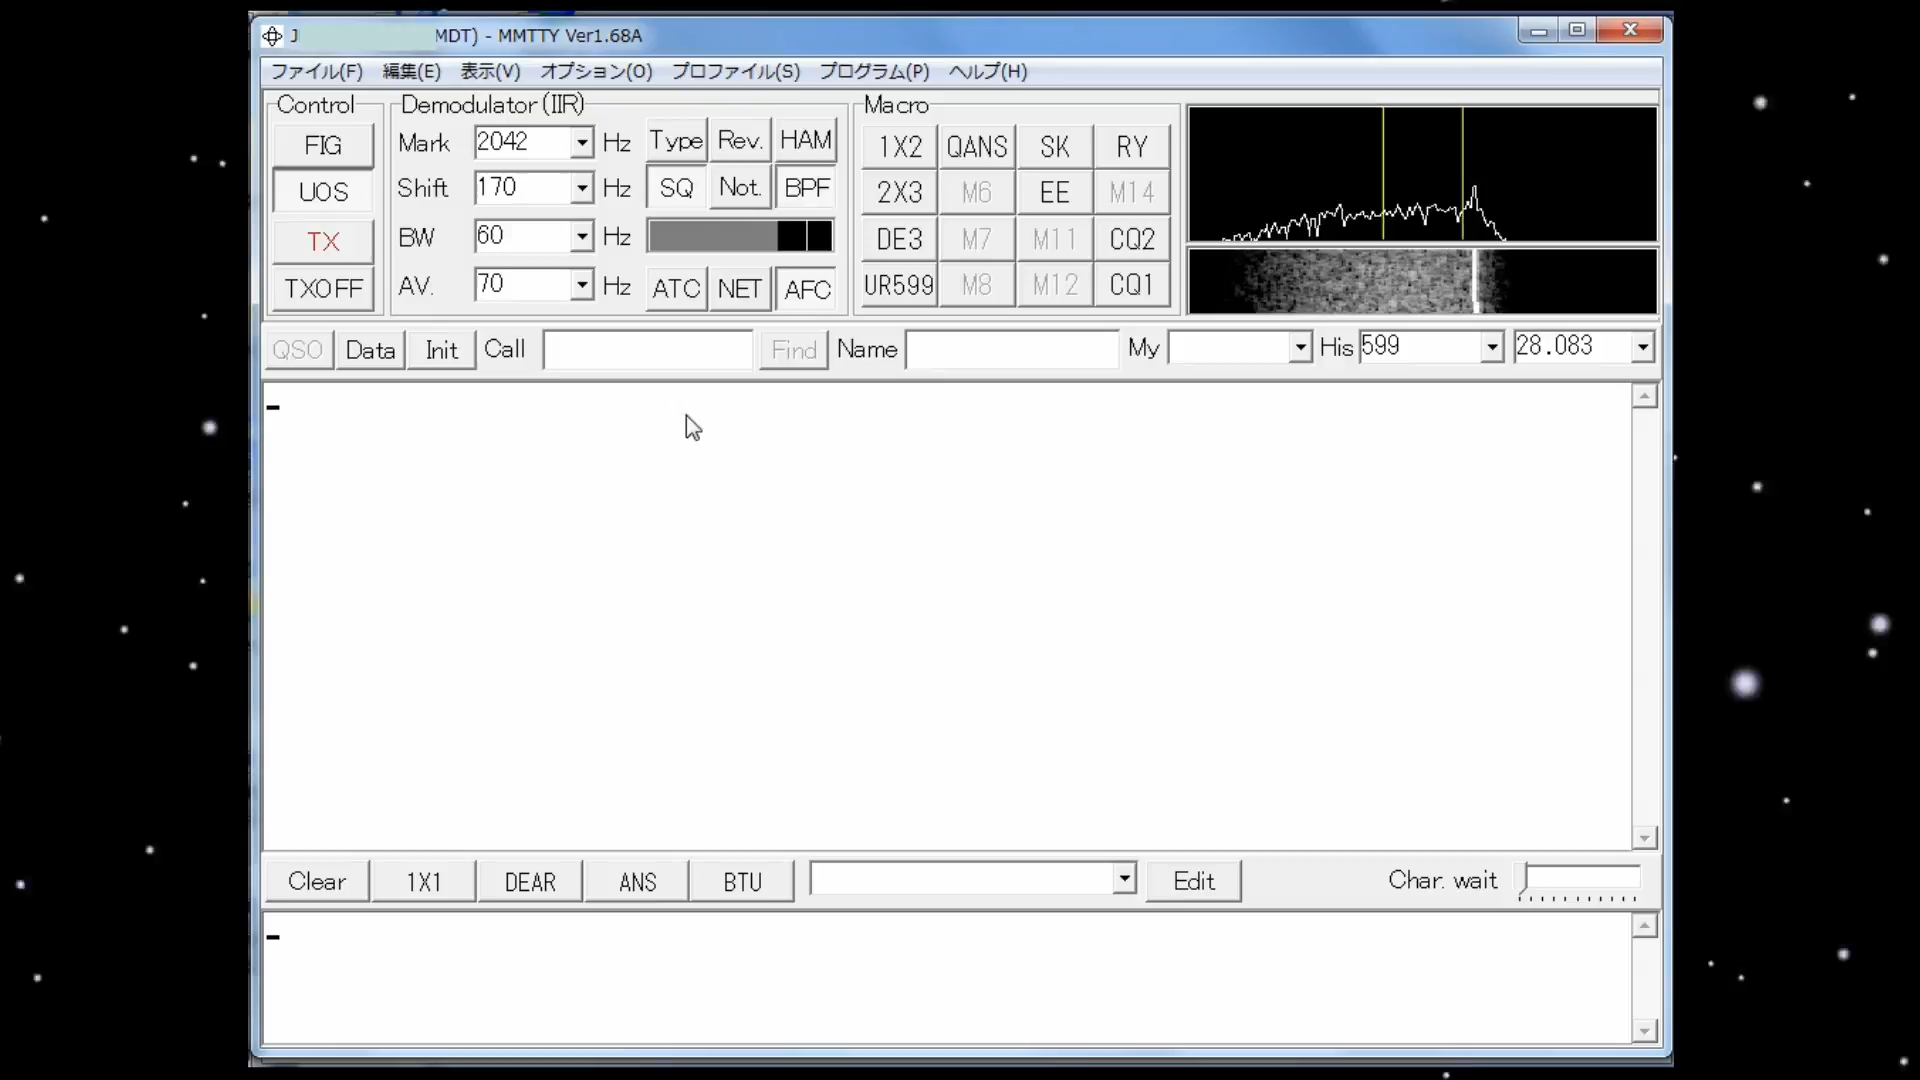 J MDT) - MMTTY Ver1.68A
ファイル(F) 編集(E) 表示(V) オプション(O) プロファイル(S) プログラム(P) ヘルプ(H)
Control Demodulator (IIR) Macro
FIG Mark 2042 Hz Type Rev. HAM 1X2 QANS SK RY
UOS Shift 170 Hz SQ Not. BPF 2X3 M6 EE M14
TX BW 60 Hz DE3 M7 M11 CQ2
TXOFF AV. 70 Hz ATC NET AFC UR599 M8 M12 CQ1
QSO Data Init Call Find Name My His 599 28.083
Clear 1X1 DEAR ANS BTU Edit Char. wait